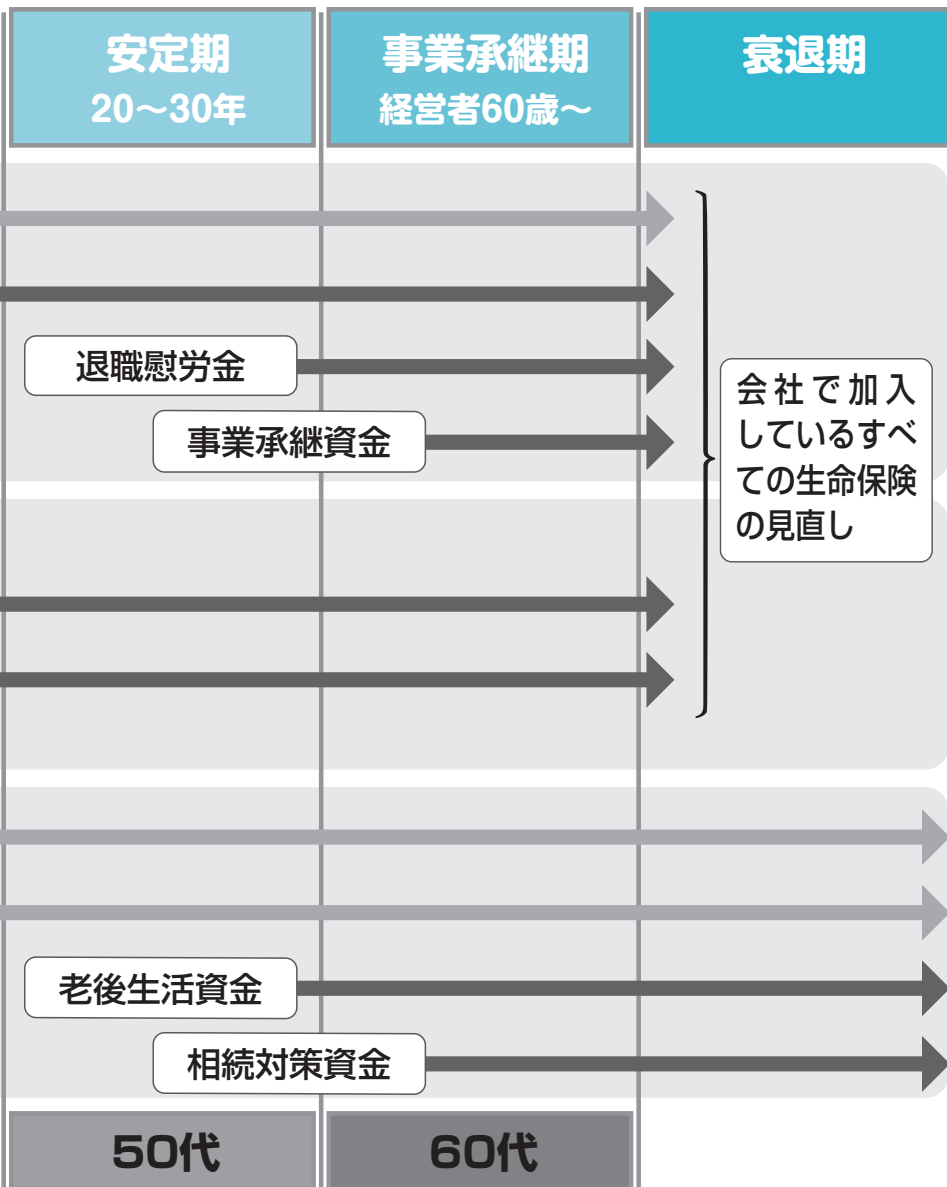 安定期
20〜30年
事業承継期
経営者60歳〜
衰退期
退職慰労金
事業承継資金
会社で加入
しているすべ
ての生命保険
の見直し
老後生活資金
相続対策資金
50代
60代